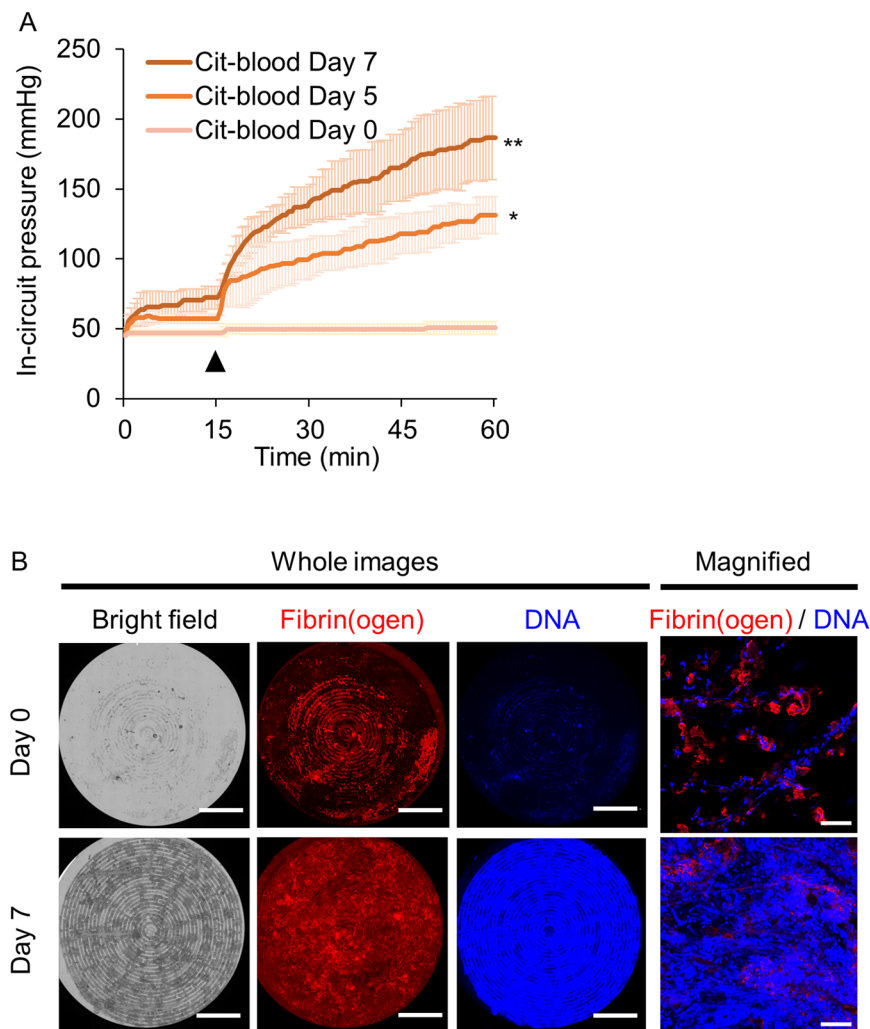 A
250
200
150
100
50
0
In-circuit pressure (mmHg)
Cit-blood Day 7
Cit-blood Day 5
Cit-blood Day 0
**
*
0 15 30 45 60
Time (min)
B
Whole images Magnified
Bright field Fibrin(ogen) DNA Fibrin(ogen) / DNA
Day 0
Day 7